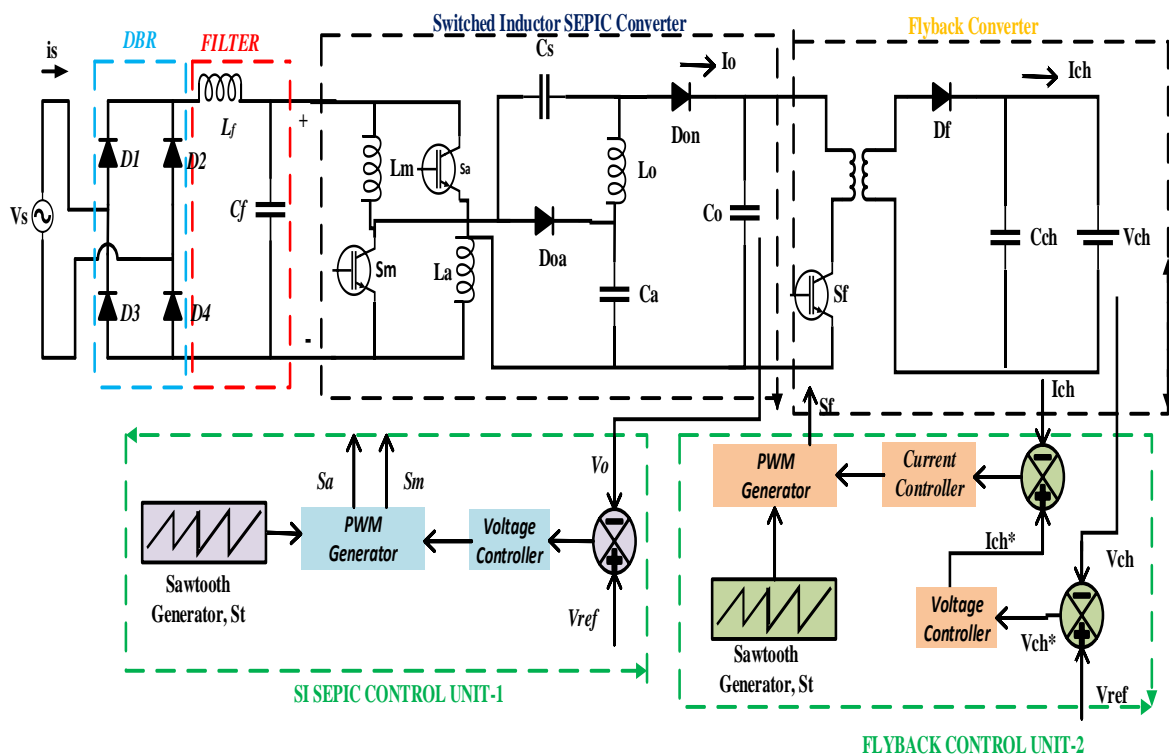 Switched Inductor SEPIC Converter
Flyback Converter
is
DBR
FILTER
Cs
Io
Ich
Lf
+
Don
Df
D1
D2
Lm
Sa
Lo
Vs
Cf
Co
Cch
Vch
Doa
Sm
La
Ca
Sf
D3
D4
-
Ich
Sf
Vo
Sa
Sm
PWM
Generator
Voltage
Controller
Sawtooth
Generator, St
Vref
SI SEPIC CONTROL UNIT-1
PWM
Generator
Current
Controller
Ich*
Vch
Voltage
Controller
Vch*
Sawtooth
Generator, St
Vref
FLYBACK CONTROL UNIT-2